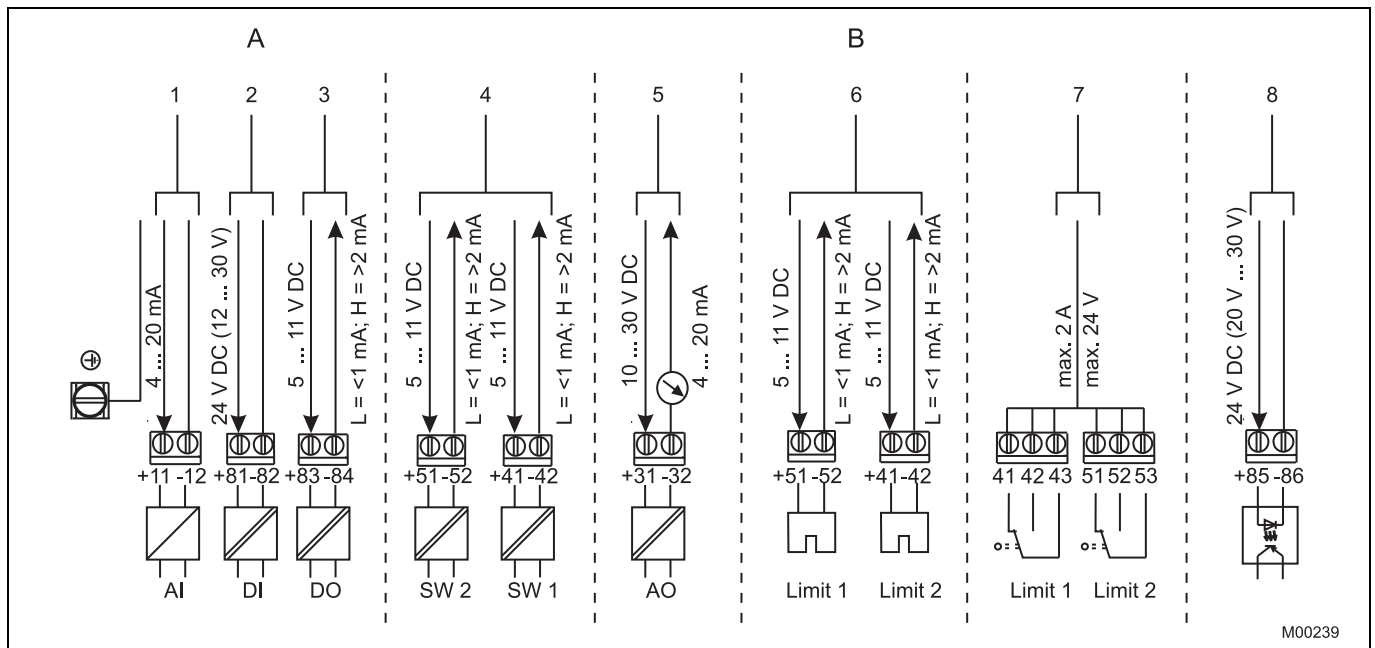 A
B
1
2
3
4
5
6
7
8
4 ... 20 mA
24 V DC (12 ... 30 V)
5 ... 11 V DC
L = <1 mA; H = >2 mA
5 ... 11 V DC
L = <1 mA; H = >2 mA
5 ... 11 V DC
L = <1 mA; H = >2 mA
10 ... 30 V DC
4 ... 20 mA
5 ... 11 V DC
L = <1 mA; H = >2 mA
5 ... 11 V DC
L = <1 mA; H = >2 mA
max. 2 A
max. 24 V
24 V DC (20 V ... 30 V)
+11 -12
+81 -82
+83 -84
+51 -52
+41 -42
+31 -32
+51 -52
+41 -42
41 42 43
51 52 53
+85 -86
AI
DI
DO
SW 2
SW 1
AO
Limit 1
Limit 2
Limit 1
Limit 2
M00239